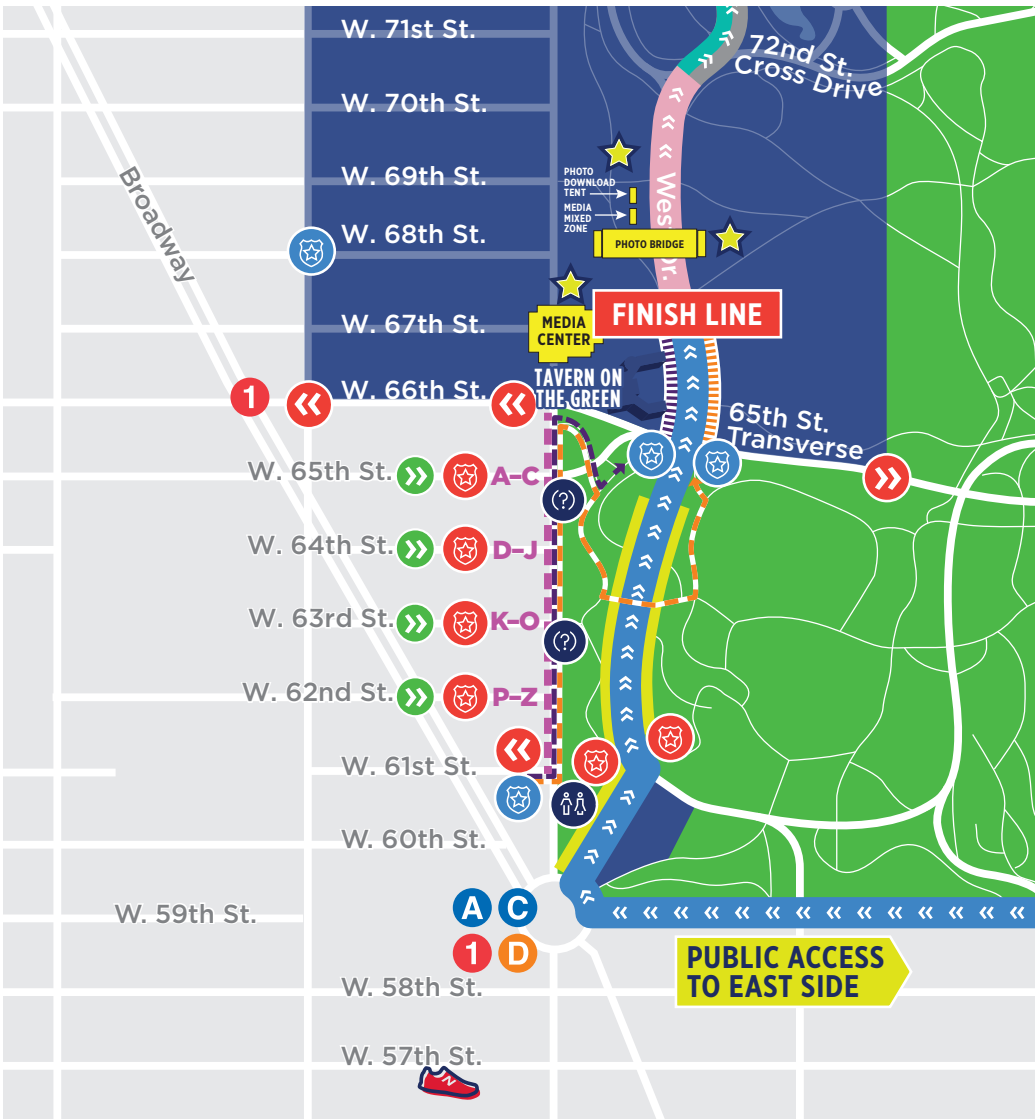 W. 71st St.
72nd St.
Cross Drive
W. 70th St.
Broadway
W. 69th St.
PHOTO
DOWNLOAD
TENT
MEDIA
MIXED
ZONE
West Dr.
W. 68th St.
PHOTO BRIDGE
W. 67th St.
MEDIA
CENTER
FINISH LINE
TAVERN ON
THE GREEN
1
W. 66th St.
65th St.
Transverse
W. 65th St.
A–C
(?)
W. 64th St.
D–J
W. 63rd St.
K–O
(?)
W. 62nd St.
P–Z
W. 61st St.
W. 60th St.
W. 59th St.
A C
1 D
PUBLIC ACCESS
TO EAST SIDE
W. 58th St.
W. 57th St.
N